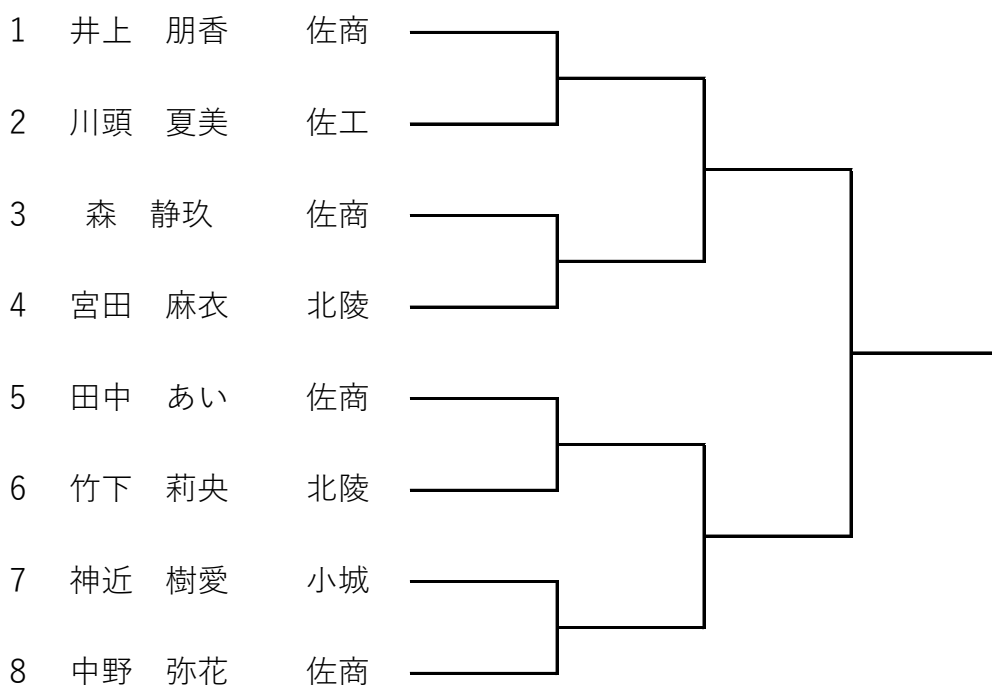 1 井上 朋香 佐商
2 川頭 夏美 佐工
3 森 静玖 佐商
4 宮田 麻衣 北陵
5 田中 あい 佐商
6 竹下 莉央 北陵
7 神近 樹愛 小城
8 中野 弥花 佐商